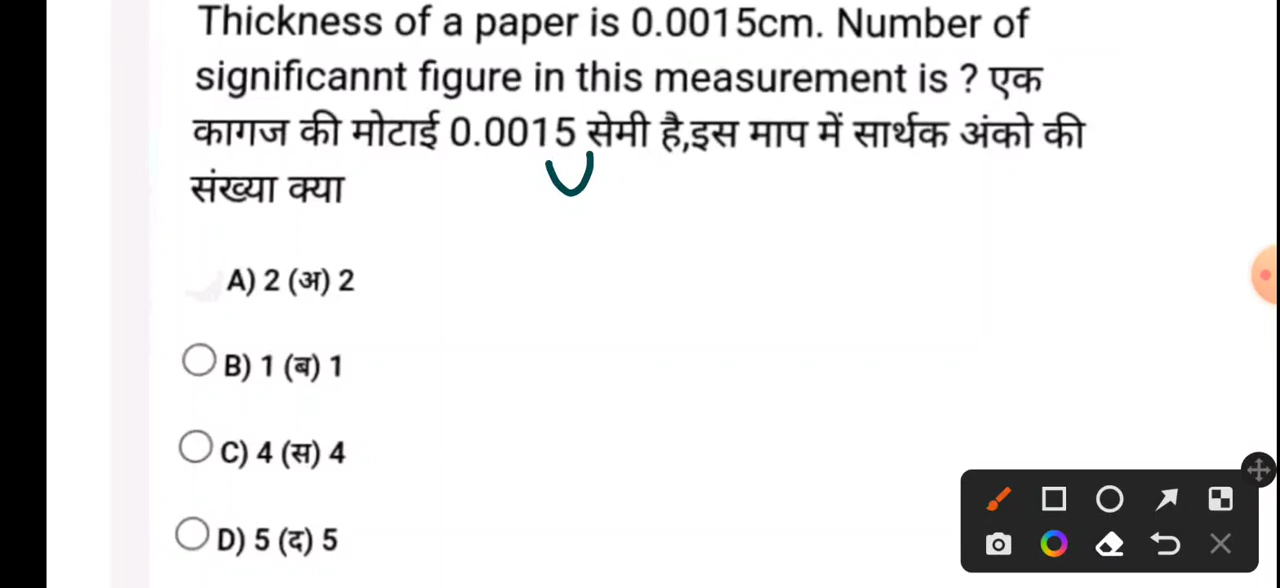 Thickness of a paper is 0.0015cm. Number of
significannt figure in this measurement is ? एक
कागज की मोटाई 0.0015 सेमी है,इस माप में सार्थक अंको की
संख्या क्या
A) 2 (अ) 2
B) 1 (ब) 1
C) 4 (स) 4
D) 5 (द) 5